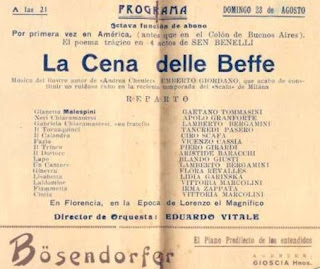 A las 21
PROGRAMA
DOMINGO 23 de AGOSTO
Octava función de abono
Por primera vez en América, (antes que en el Colón de Buenos Aires).
El poema trágico en 4 actos de SEN BENELLI
La Cena delle Beffe
Música del ilustre autor de «Andrea Chenier» UMBERTO GIORDANO, que acaba de constituir
un ruidoso éxito en la reciente temporada del «Scala» de Milán
REPARTO
Gianetto Malespini GAETANO TOMMASINI
Neri Chiaramantesi APOLO GRANFORTE
Gabriele Chiaramantesi, su fratello LAMBERTO BERGAMINI
Il Tornaquinci TANCREDI PASERO
Il Calandra CIRO SCAFA
Fazio VICENZO CASSIA
Il Trinca PIERO GIRARDI
Il Dottore ARISTIDE BARACCHI
Lapo BLANDO GIUSTI
Un Cantore LAMBERTO BERGAMINI
Ginevra FLORA REVALLES
Lisabetta LIDIA GARINSKA
Laldomine VITTORIA MARCOLINI
Fiammetta IRMA ZAPPATA
Cintia VITTORIA MARCOLINI
En Florencia, en la Epoca de Lorenzo el Magnífico
Director de Orquesta: EDUARDO VITALE
Bösendorfer
El Piano Predilecto de los entendidos
GIOSCIA Hnos.